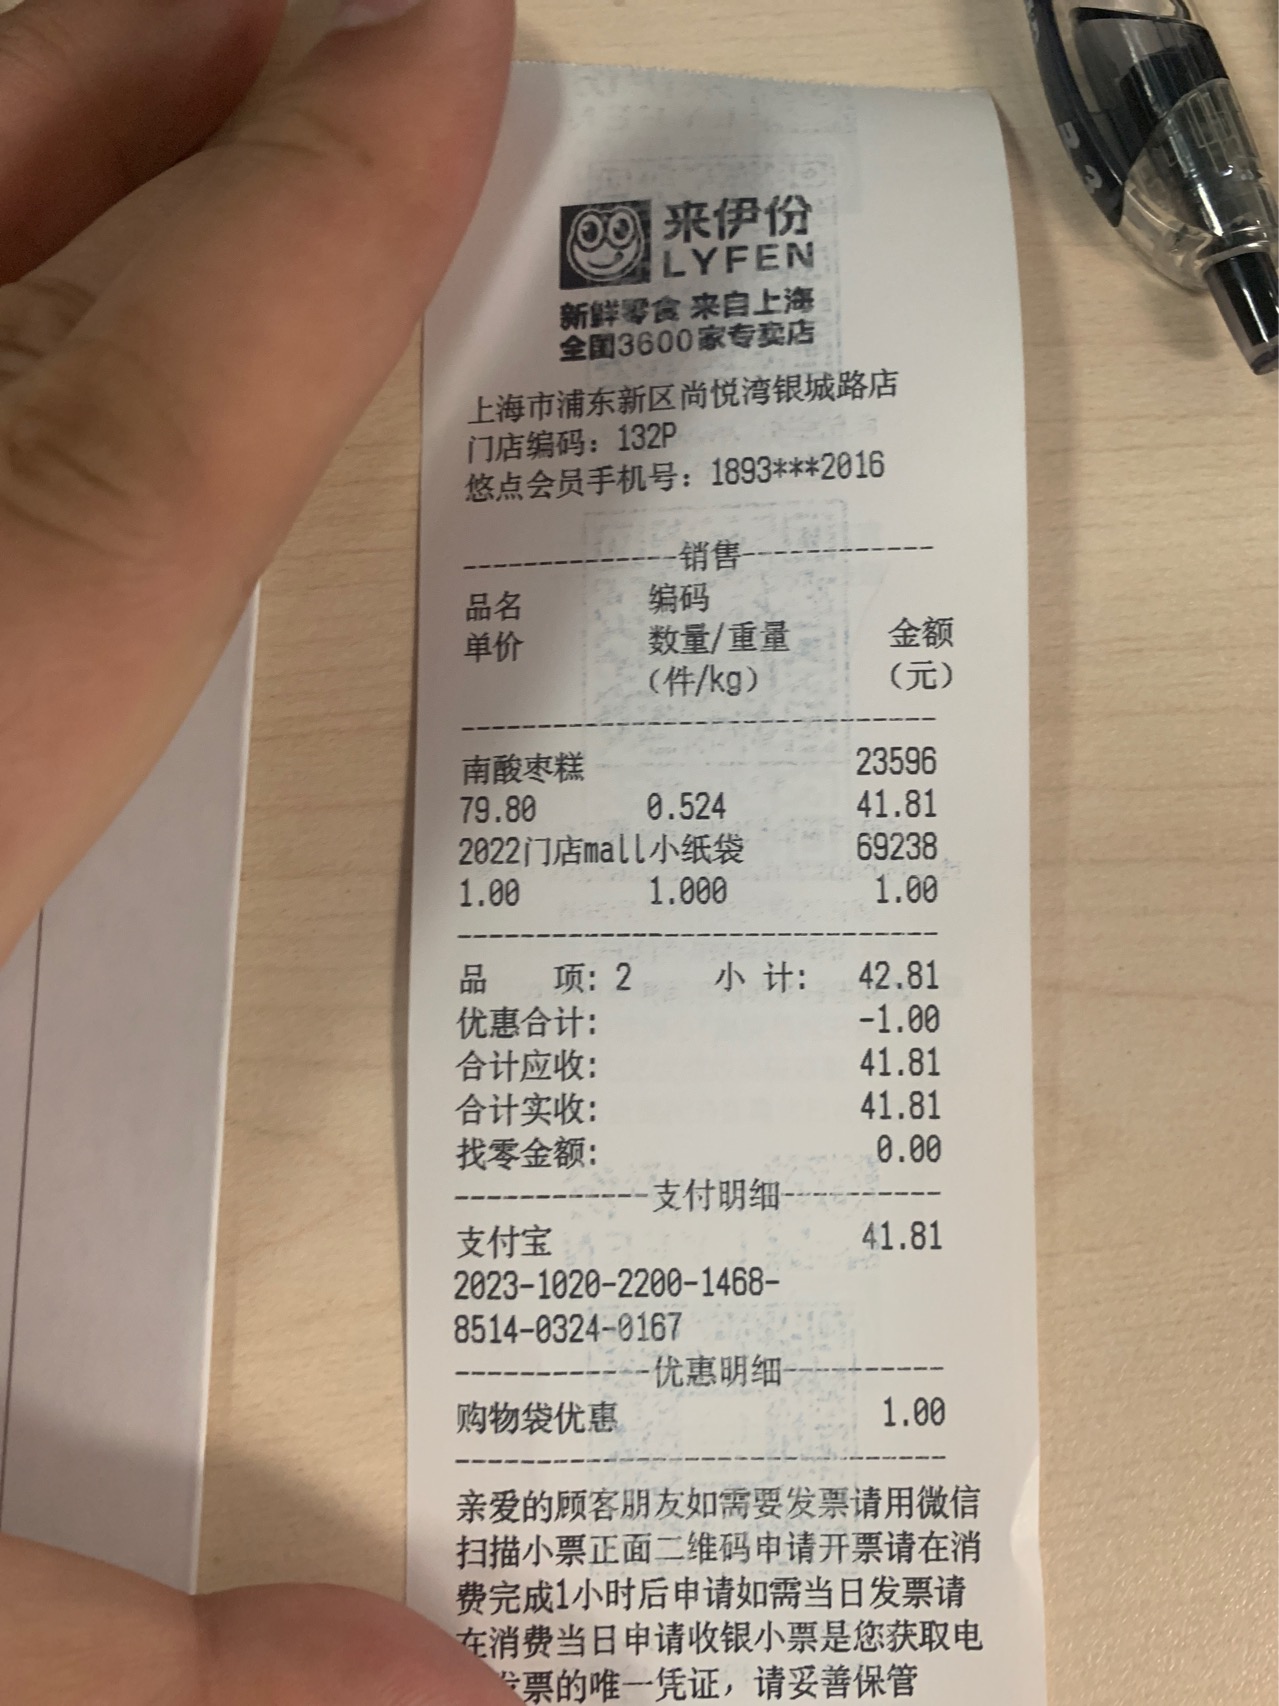 来伊份
LYFEN
新鲜零食 来自上海
全国3600家专卖店
上海市浦东新区尚悦湾银城路店
门店编码：132P
悠点会员手机号：1893***2016
--------------销售------------
品名 编码
单价 数量/重量 金额
（件/kg） （元）
------------------------------
南酸枣糕 23596
79.80 0.524 41.81
2022门店mall小纸袋 69238
1.00 1.000 1.00
------------------------------
品 项: 2 小 计: 42.81
优惠合计: -1.00
合计应收: 41.81
合计实收: 41.81
找零金额: 0.00
------------支付明细----------
支付宝 41.81
2023-1020-2200-1468-
8514-0324-0167
------------优惠明细----------
购物袋优惠 1.00
------------------------------
亲爱的顾客朋友如需要发票请用微信
扫描小票正面二维码申请开票请在消
费完成1小时后申请如需当日发票请
在消费当日申请收银小票是您获取电
发票的唯一凭证，请妥善保管